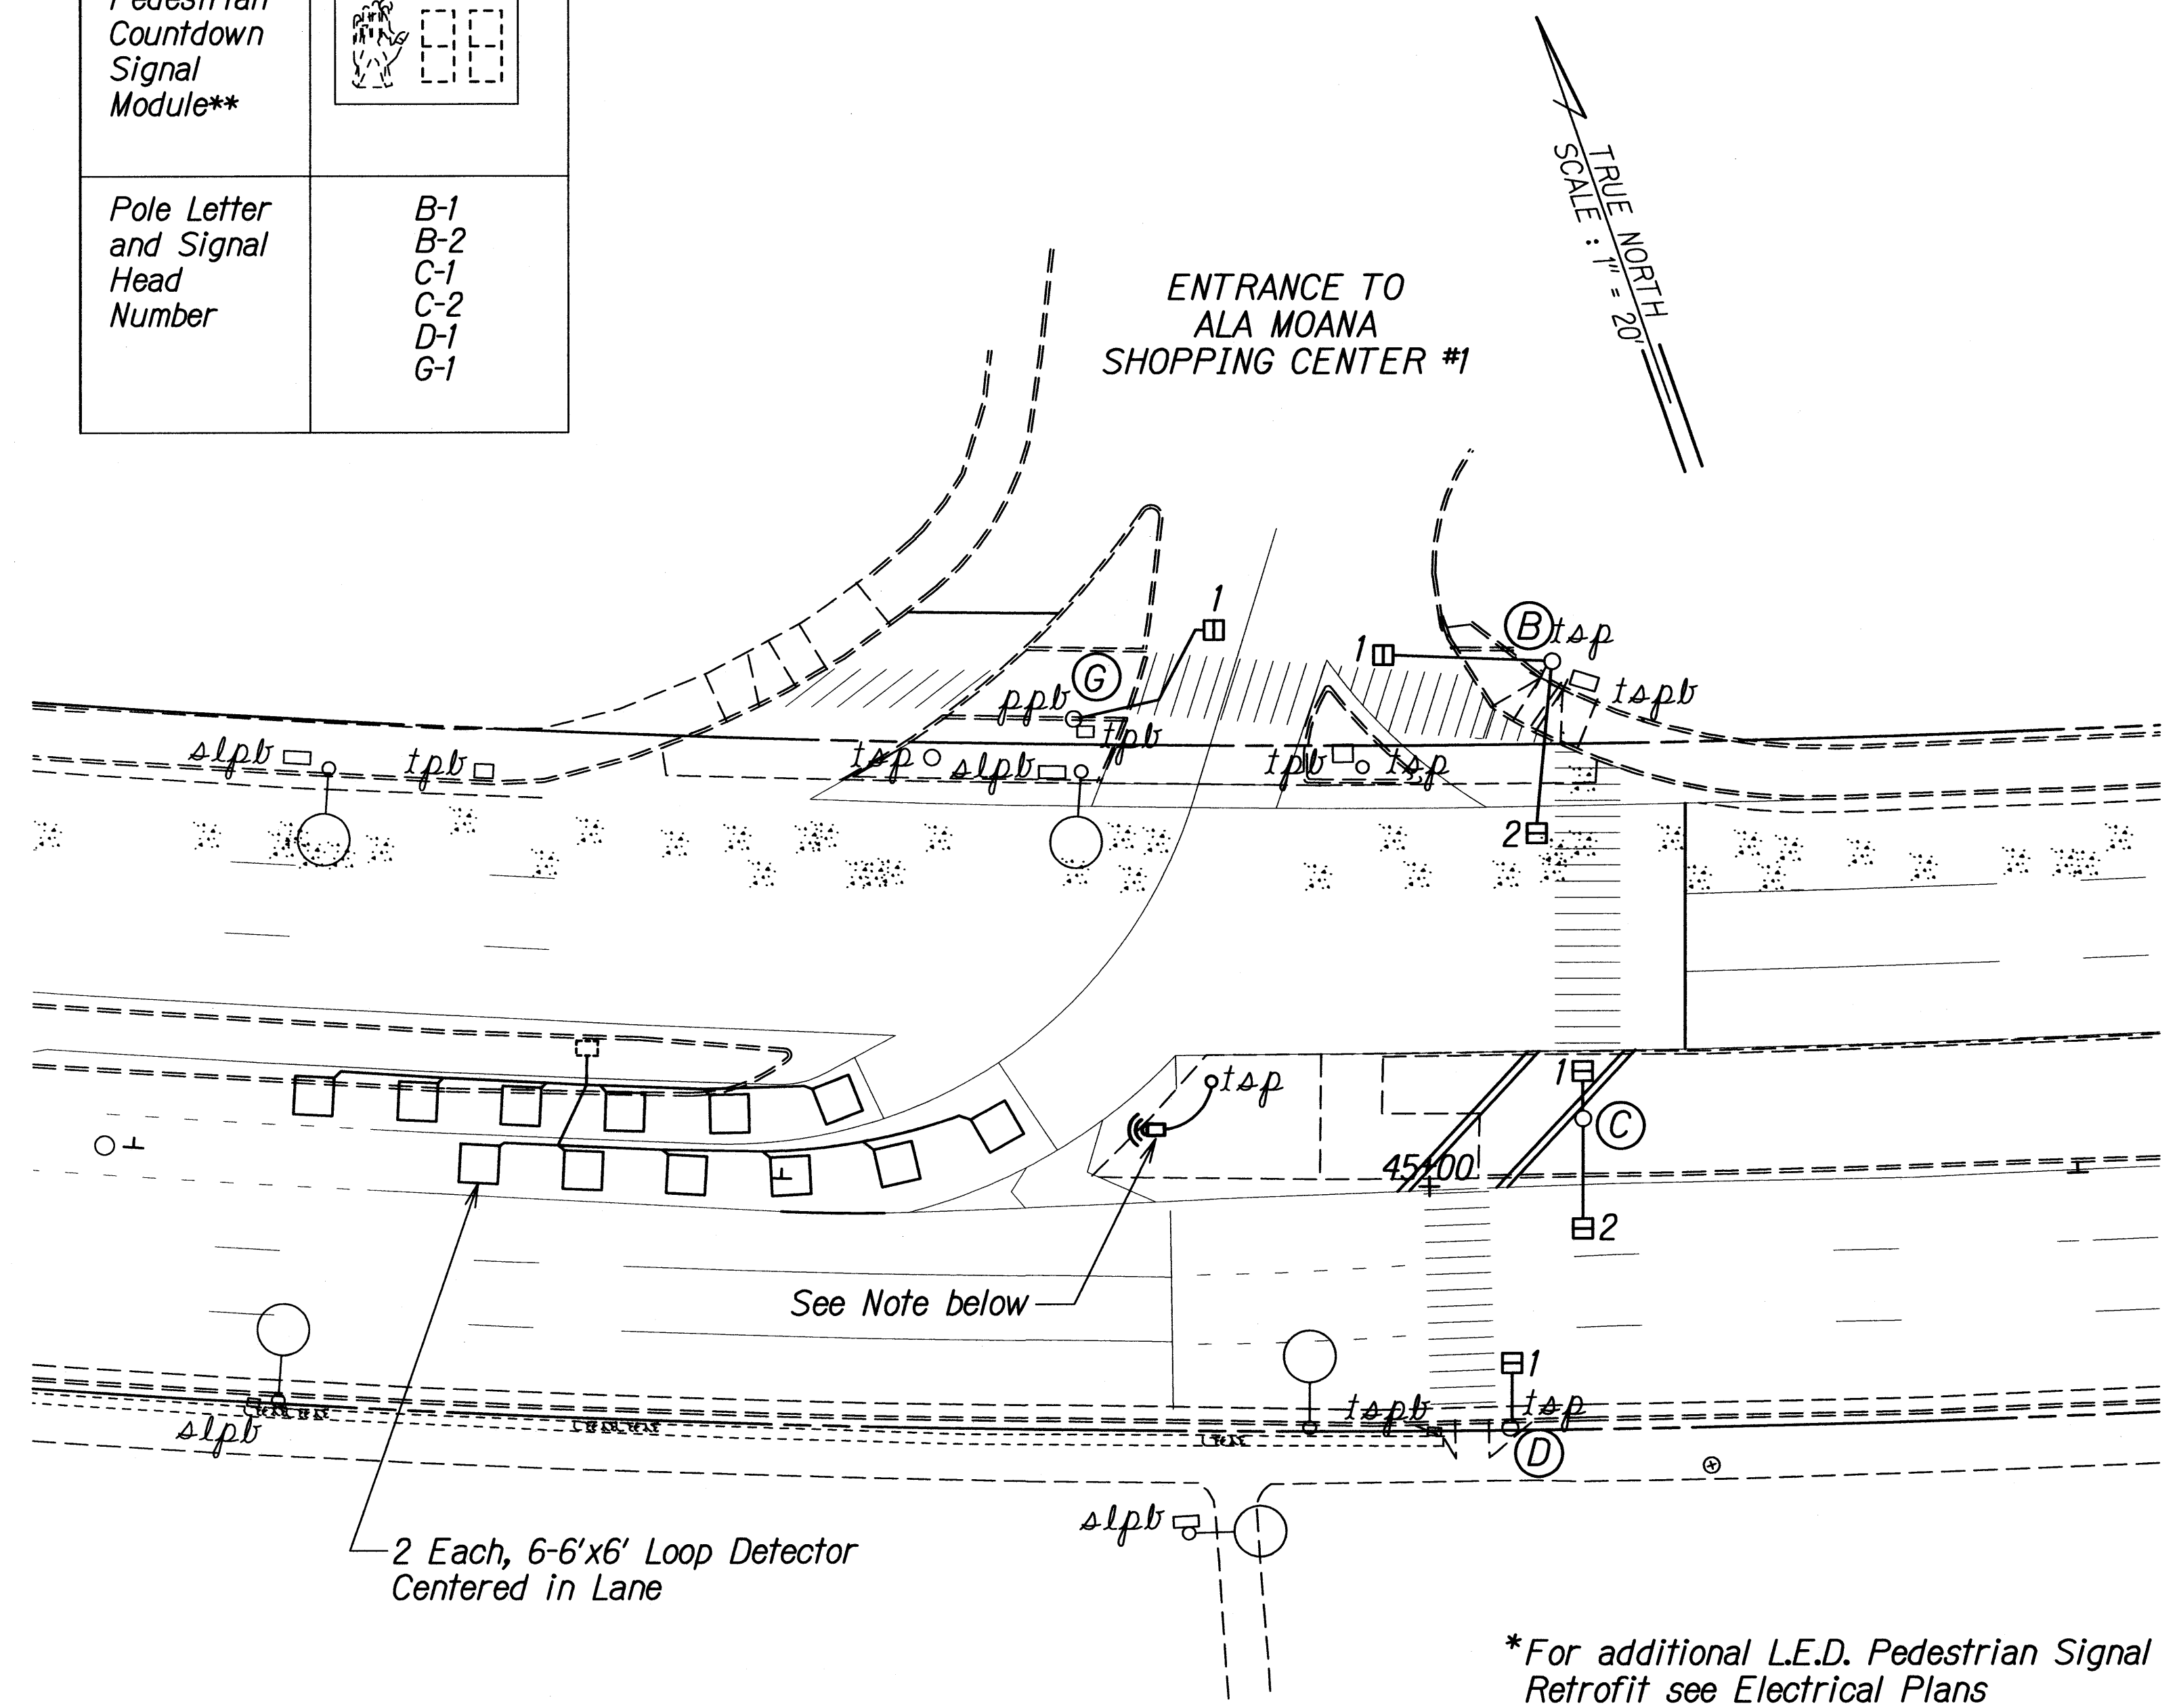 Pedestrian
Countdown
Signal
Module**
Pole Letter
and Signal
Head
Number
B-1
B-2
C-1
C-2
D-1
G-1
TRUE NORTH
SCALE : 1" = 20'
ENTRANCE TO
ALA MOANA
SHOPPING CENTER #1
1
G
ppb
tpb
1
B
tsp
tspb
slpb
tpb
tsp
slpb
tpb
tsp
2
tsp
1
C
45+00
2
See Note below
1
tspb
tsp
D
slpb
slpb
2 Each, 6-6'x6' Loop Detector
Centered in Lane
*For additional L.E.D. Pedestrian Signal
Retrofit see Electrical Plans